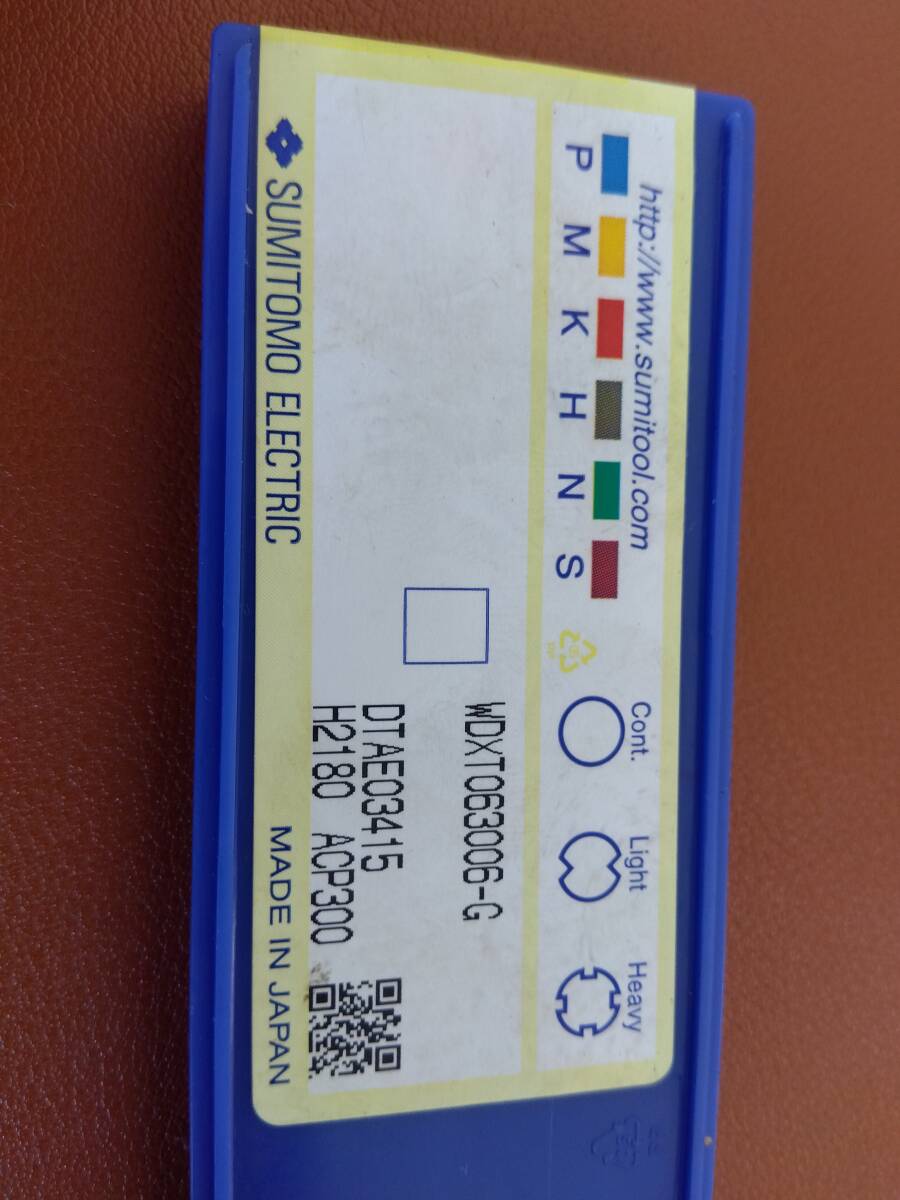 http://www.sumitool.com
P M K H N S
Cont. Light Heavy
WDXT063006-G
DTAE03415
H2180 ACP300
SUMITOMO ELECTRIC
MADE IN JAPAN